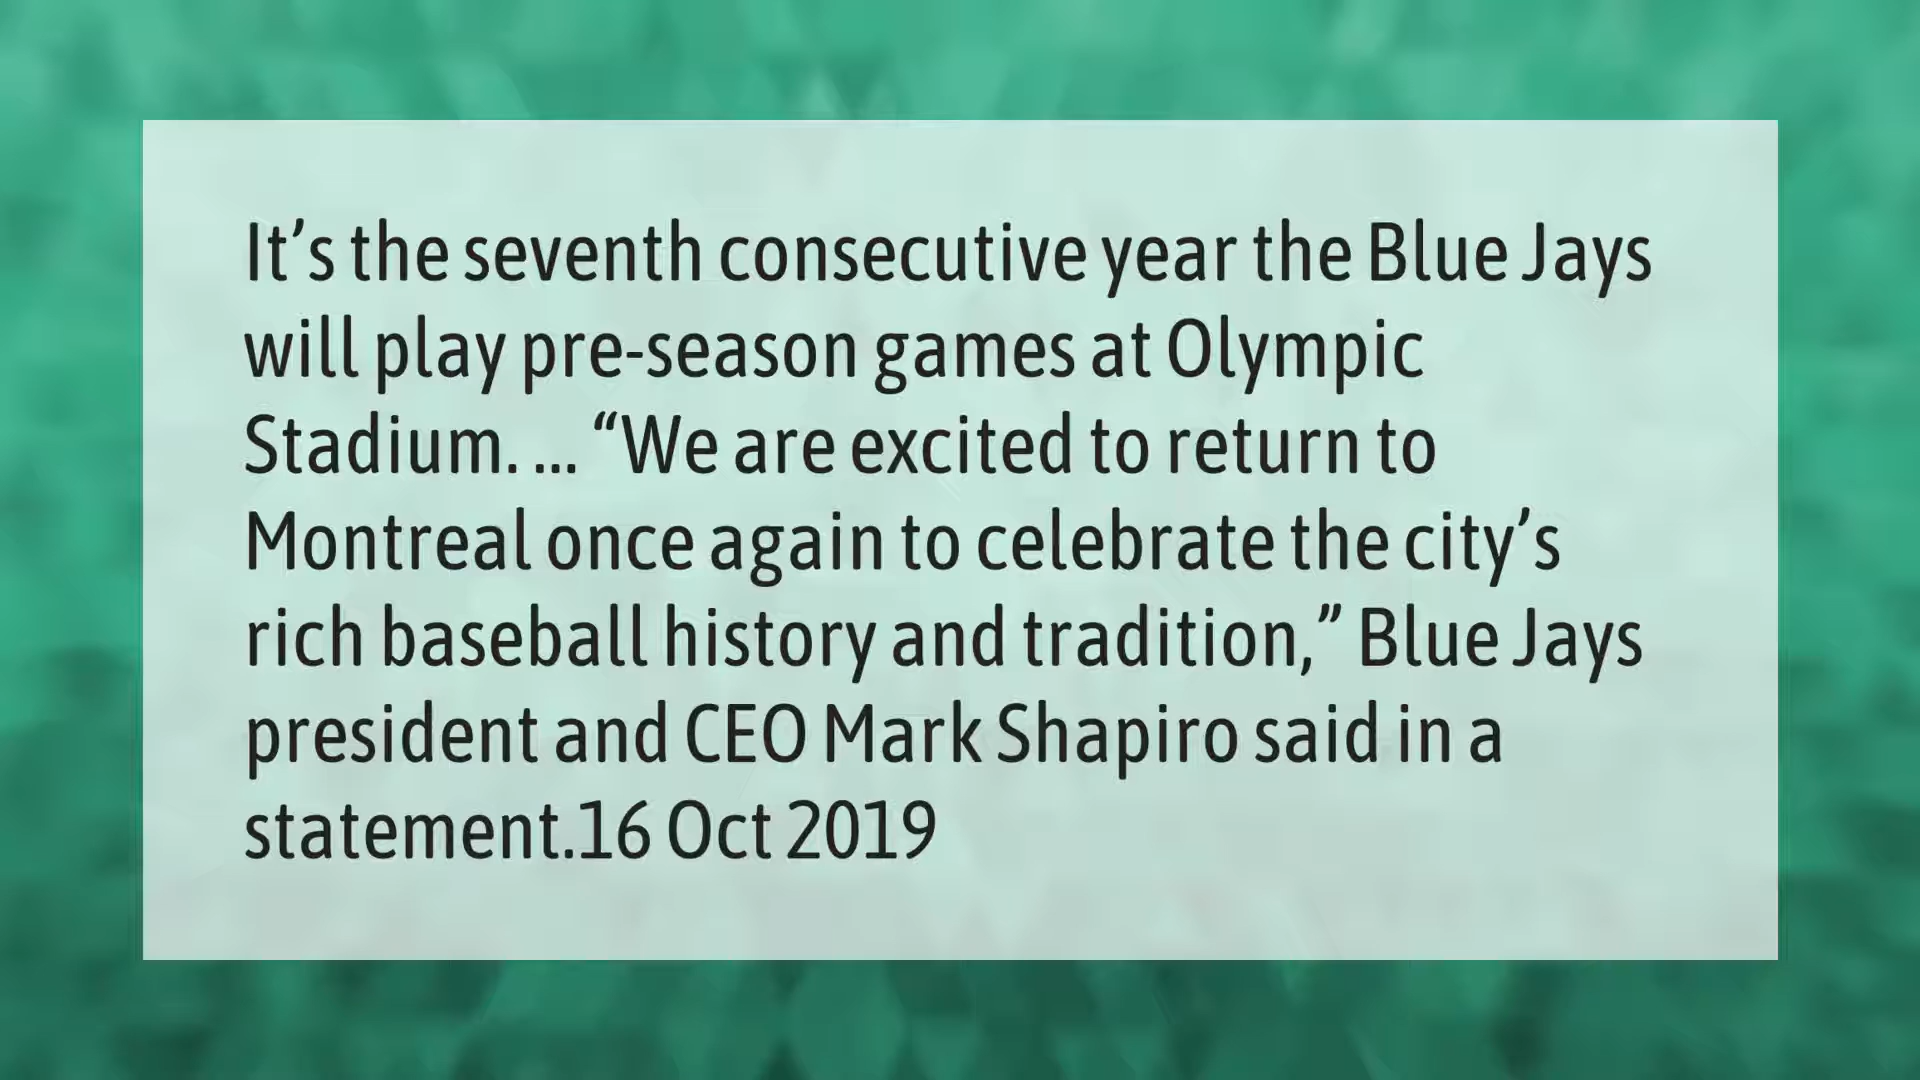 It’s the seventh consecutive year the Blue Jays
will play pre-season games at Olympic
Stadium. ... “We are excited to return to
Montreal once again to celebrate the city’s
rich baseball history and tradition,” Blue Jays
president and CEO Mark Shapiro said in a
statement.16 Oct 2019